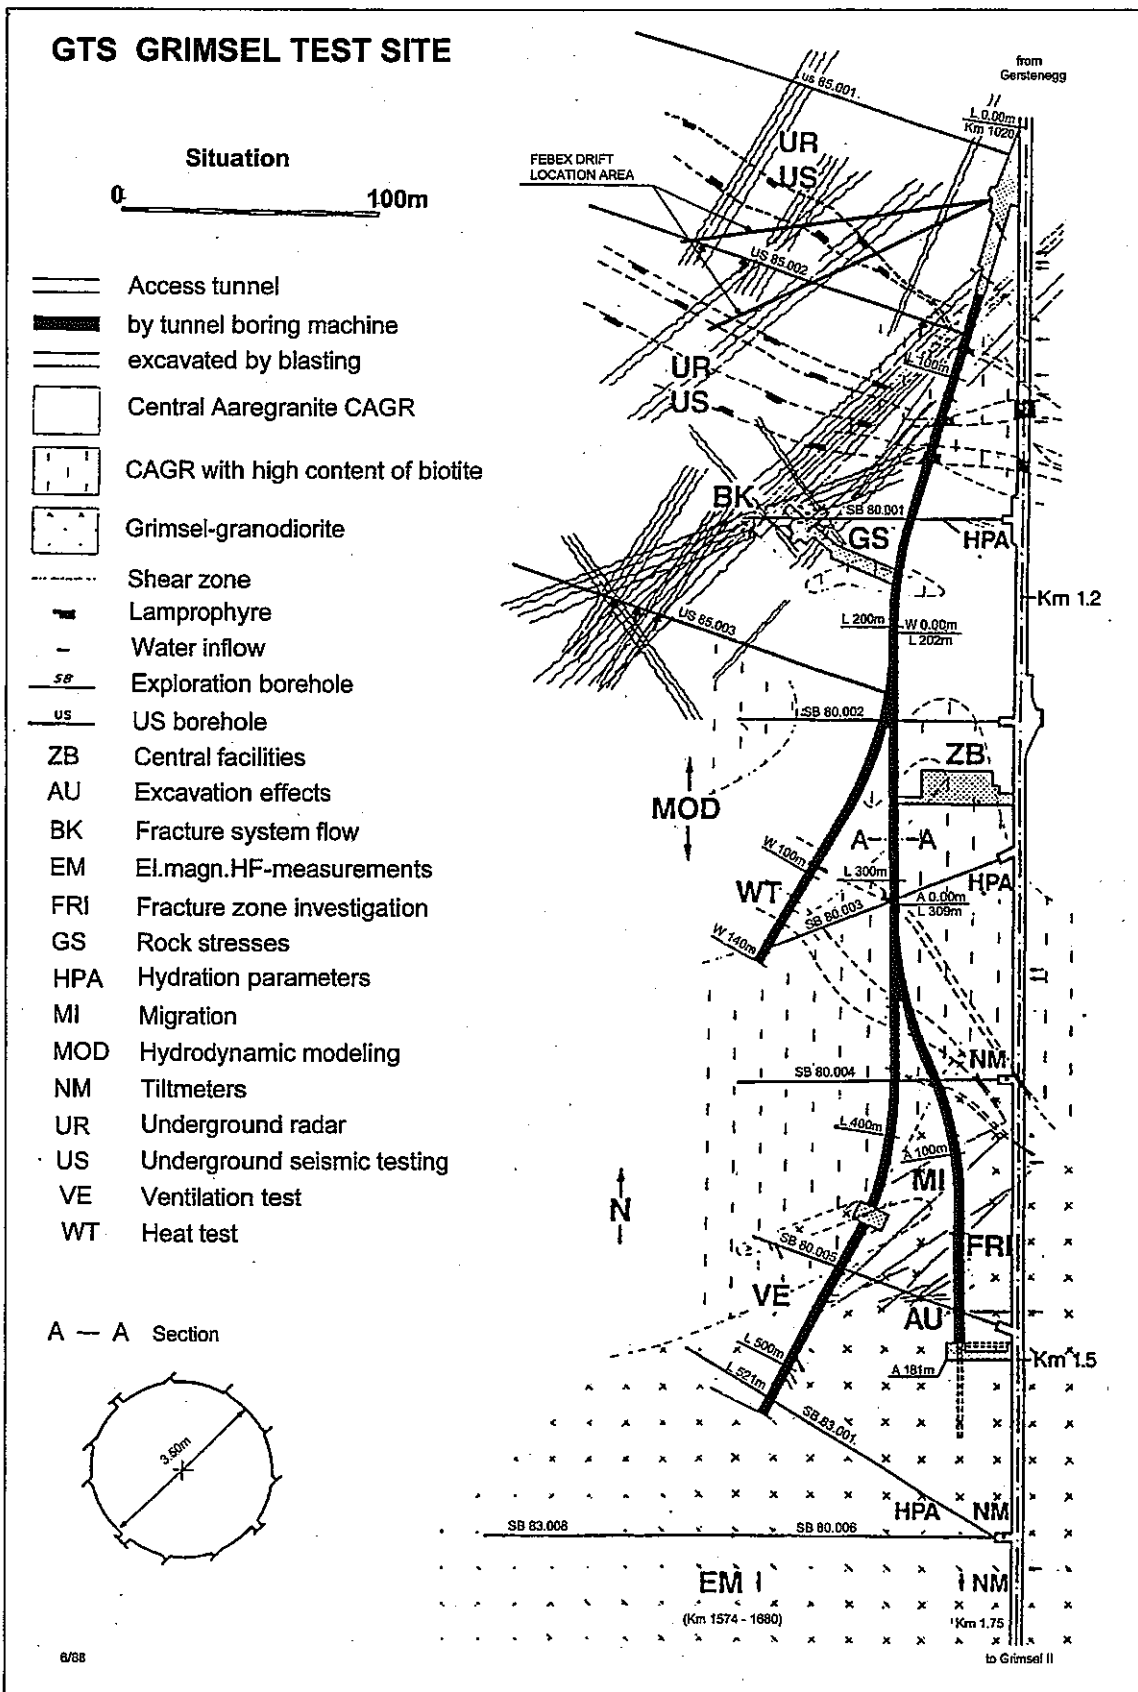 GTS GRIMSEL TEST SITE
Situation
0 100m
Access tunnel
by tunnel boring machine
excavated by blasting
Central Aaregranite CAGR
CAGR with high content of biotite
Grimsel-granodiorite
Shear zone
Lamprophyre
Water inflow
SB Exploration borehole
US US borehole
ZB Central facilities
AU Excavation effects
BK Fracture system flow
EM El.magn.HF-measurements
FRI Fracture zone investigation
GS Rock stresses
HPA Hydration parameters
MI Migration
MOD Hydrodynamic modeling
NM Tiltmeters
UR Underground radar
US Underground seismic testing
VE Ventilation test
WT Heat test
A — A Section
3.50m
6/88
from
Gerstenegg
L 0.00m
Km 1020
us 85.001.
UR
US
FEBEX DRIFT
LOCATION AREA
US 85.002
L 100m
UR
US
BK
SB 80.001
GS
HPA
Km 1.2
US 85.003
L 200m
W 0.00m
L 202m
SB 80.002
ZB
MOD
A A
W 100m
L 300m
HPA
WT
A 0.00m
L 309m
SB 80.003
W 140m
NM
SB 80.004
L 400m
A 100m
MI
N
FRI
SB 80.005
VE
AU
L 500m
A 181m
Km 1.5
L 521m
SB 83.001.
HPA NM
SB 83.008
SB 80.006
EM I
NM
(Km 1574 - 1680)
Km 1.75
to Grimsel II